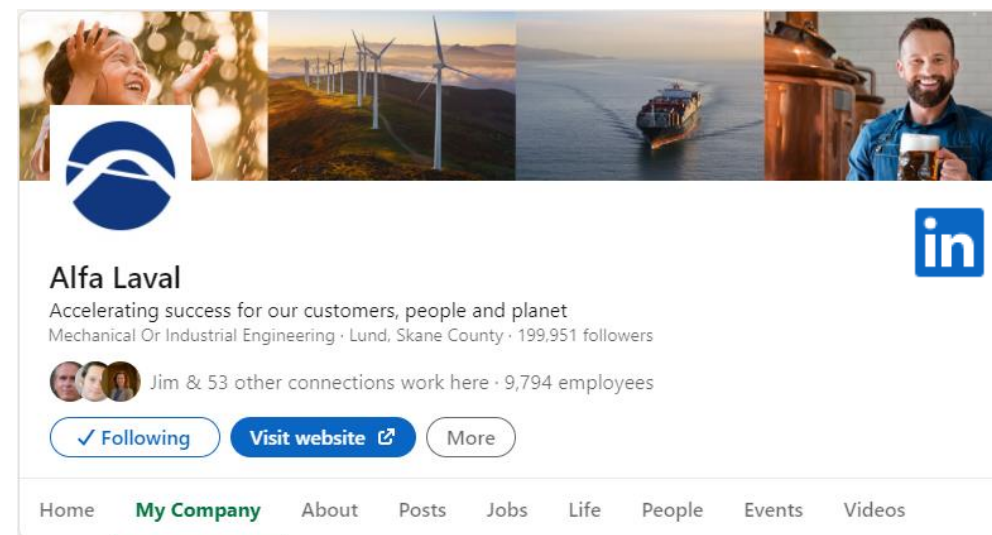 in
Alfa Laval
Accelerating success for our customers, people and planet
Mechanical Or Industrial Engineering · Lund, Skane County · 199,951 followers
Jim & 53 other connections work here · 9,794 employees
✓ Following Visit website More
Home My Company About Posts Jobs Life People Events Videos